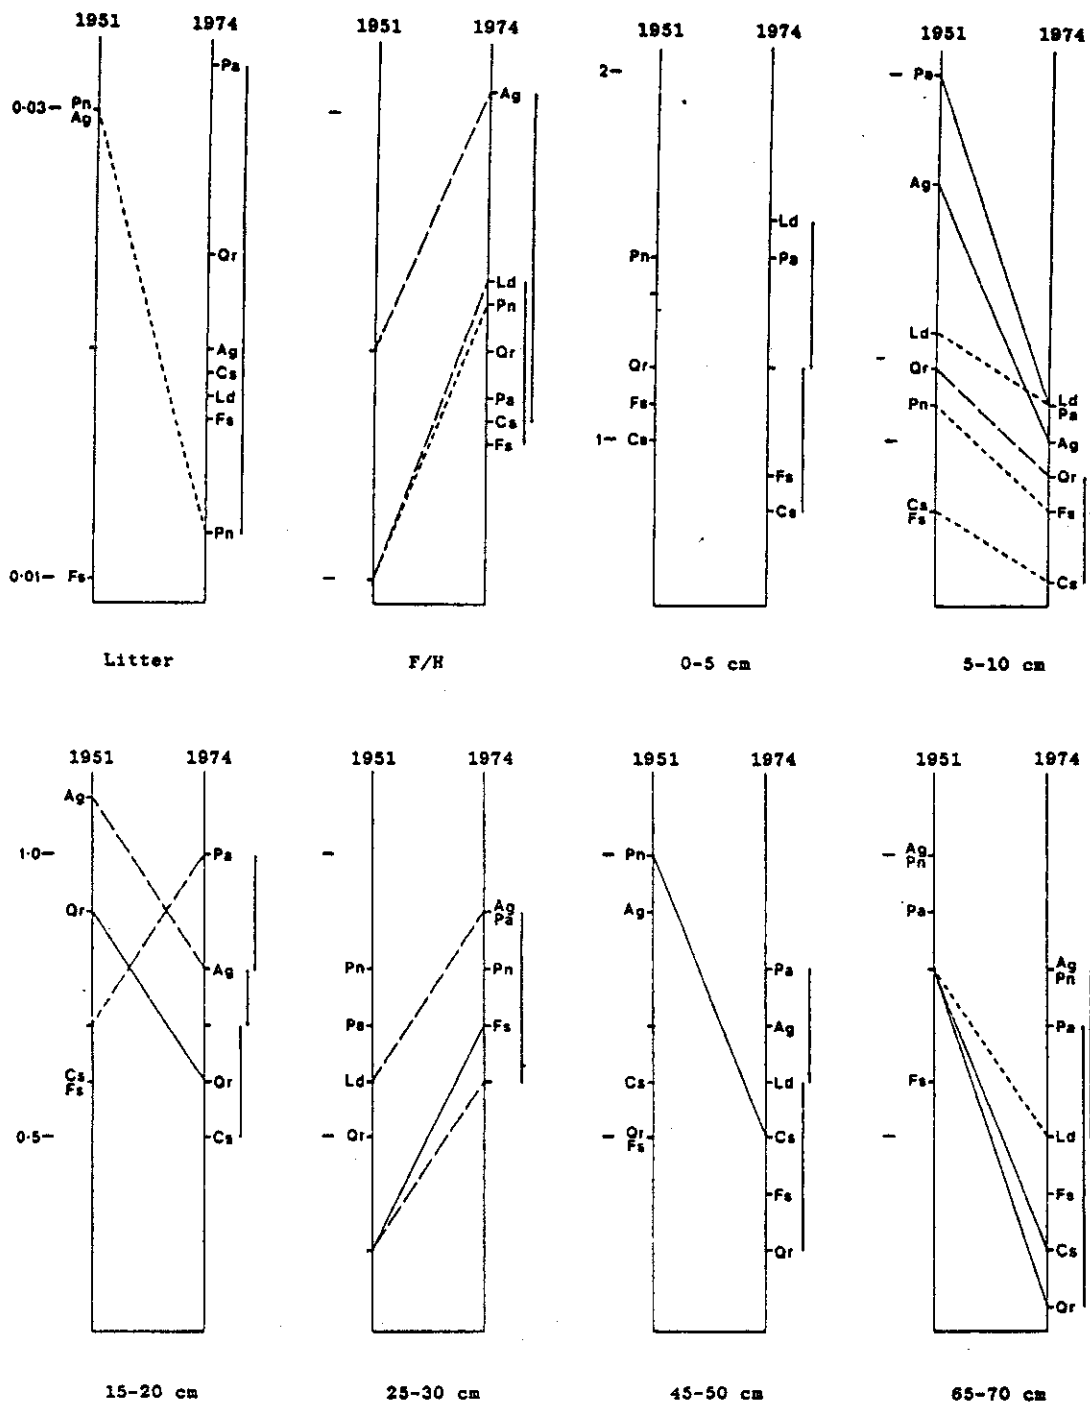 1951 1974
0·03 Pn
Ag
Pa
Qr
Ag
Cs
Ld
Fs
Pn
0·01 Fs
Litter
1951 1974
Ag
Ld
Pn
Qr
Pa
Cs
Fs
F/H
1951 1974
2
Ld
Pn Pa
Qr
Fs
1 Cs
Fs
Cs
0-5 cm
1951 1974
Pa
Ag
Ld
Qr
Pn
Cs
Fs
Ld
Pa
Ag
Qr
Fs
Cs
5-10 cm
1951 1974
Ag
1·0 Pa
Qr
Ag
Cs
Fs
Qr
0·5 Cs
15-20 cm
1951 1974
Ag
Pa
Pn Pn
Pa Fs
Ld
Qr
25-30 cm
1951 1974
Pn
Ag
Pa
Ag
Cs Ld
Qr
Fs
Cs
Fs
Qr
45-50 cm
1951 1974
Ag
Pn
Pa
Ag
Pn
Pa
Fs
Ld
Fs
Cs
Qr
65-70 cm